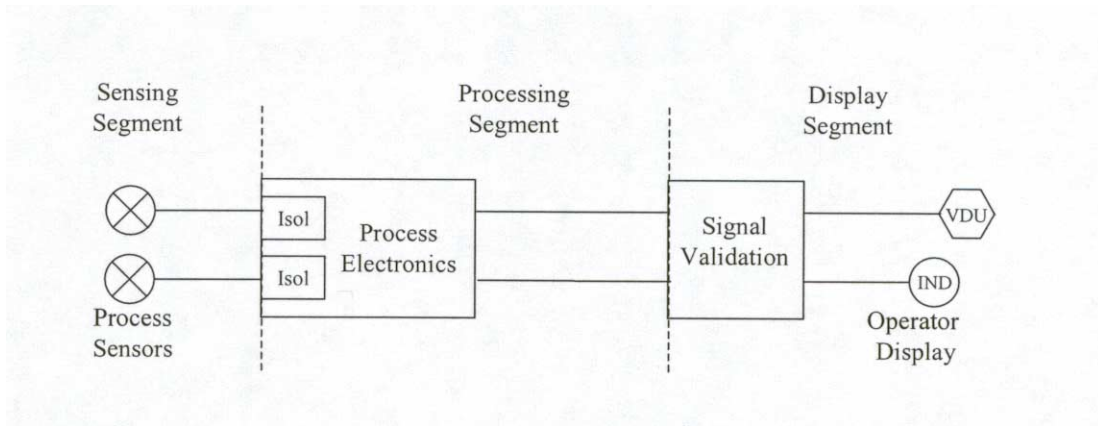 Sensing
Segment
Processing
Segment
Display
Segment
Isol
Isol
Process
Electronics
Signal
Validation
VDU
IND
Process
Sensors
Operator
Display